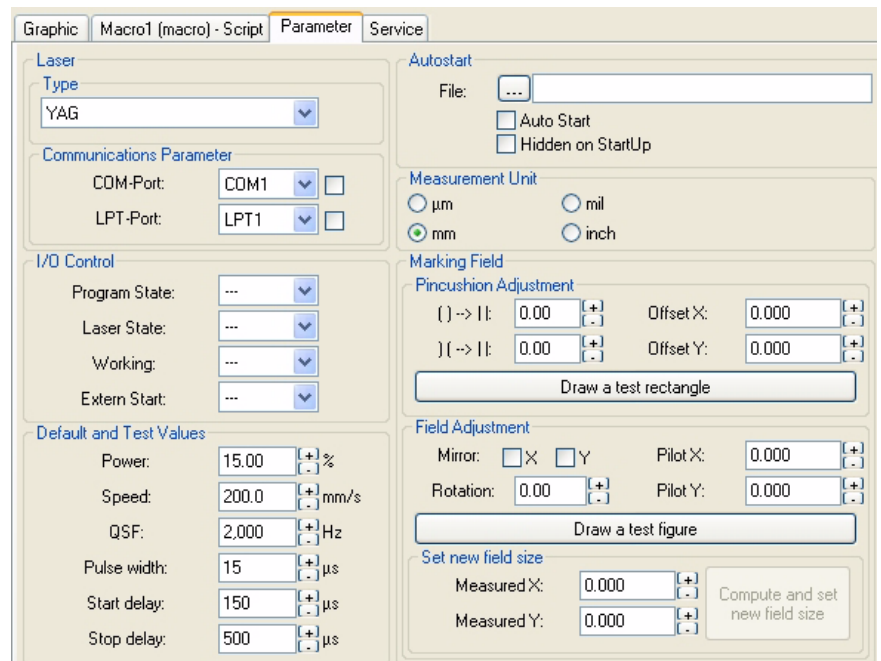 Graphic
Macro1 (macro) - Script
Parameter
Service
Laser
Type
YAG
Communications Parameter
COM-Port: COM1
LPT-Port: LPT1
I/O Control
Program State: ---
Laser State: ---
Working: ---
Extern Start: ---
Default and Test Values
Power: 15.00 + - %
Speed: 200.0 + - mm/s
QSF: 2,000 + - Hz
Pulse width: 15 + - µs
Start delay: 150 + - µs
Stop delay: 500 + - µs
Autostart
File: ...
Auto Start
Hidden on StartUp
Measurement Unit
µm
mil
mm
inch
Marking Field
Pincushion Adjustment
( ) --> | |: 0.00 + - Offset X: 0.000 + -
) ( --> | |: 0.00 + - Offset Y: 0.000 + -
Draw a test rectangle
Field Adjustment
Mirror: X Y Pilot X: 0.000 + -
Rotation: 0.00 + - Pilot Y: 0.000 + -
Draw a test figure
Set new field size
Measured X: 0.000 + -
Measured Y: 0.000 + -
Compute and set
new field size